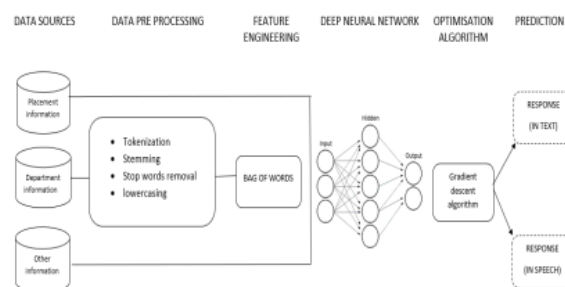 DATA SOURCES
DATA PRE PROCESSING
FEATURE
ENGINEERING
DEEP NEURAL NETWORK
OPTIMISATION
ALGORITHM
PREDICTION
Placement
information
Department
information
Other
information
• Tokenization
• Stemming
• Stop words removal
• lowercasing
BAG OF WORDS
Input
Hidden
Output
Gradient
descent
algorithm
RESPONSE
(IN TEXT)
RESPONSE
(IN SPEECH)